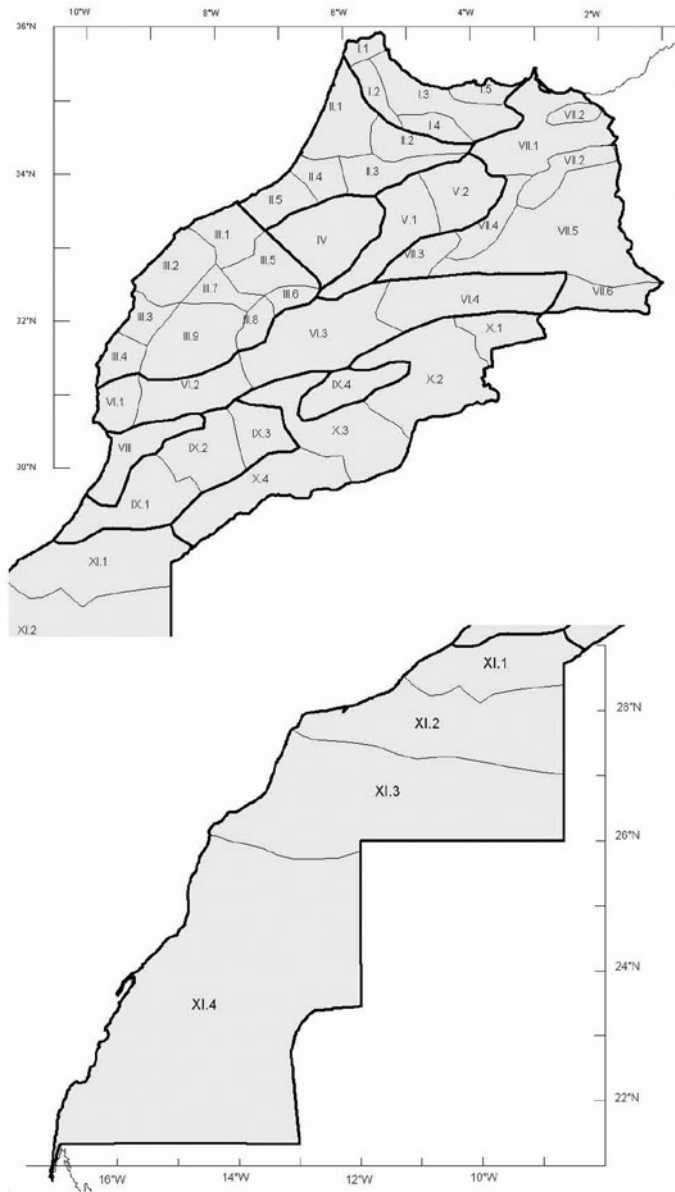 10°W 8°W 6°W 4°W 2°W
36°N
I.1
I.2 I.3 I.5
II.1 VII.2
I.4
II.2 VII.1
VII.2
34°N
II.4 II.3
V.2
II.5 V.1 VII.4
III.1 IV VII.5
VII.3
III.2 III.5
III.7 VII.6
III.6 VI.4
III.3 III.8
32°N
III.9 VI.3 X.1
III.4
VI.2 IX.4 X.2
VI.1
IX.3 X.3
VIII IX.2
30°N
X.4
IX.1
XI.1
XI.2
XI.1
28°N
XI.2
XI.3
26°N
24°N
XI.4
22°N
16°W 14°W 12°W 10°W